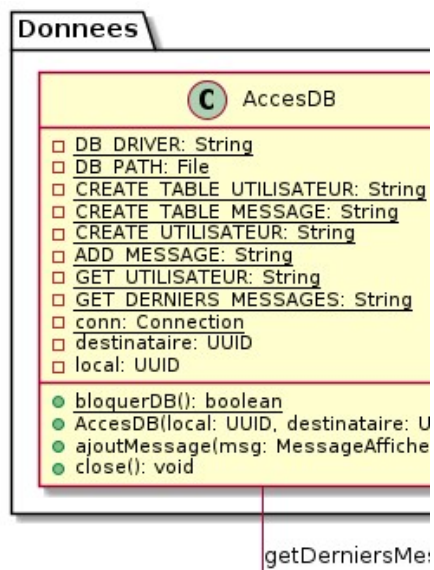 Donnees
C AccesDB
DB_DRIVER: String
DB_PATH: File
CREATE_TABLE_UTILISATEUR: String
CREATE_TABLE_MESSAGE: String
CREATE_UTILISATEUR: String
ADD_MESSAGE: String
GET_UTILISATEUR: String
GET_DERNIERS_MESSAGES: String
conn: Connection
destinataire: UUID
local: UUID
bloquerDB(): boolean
AccesDB(local: UUID, destinataire: U
ajoutMessage(msg: MessageAffiche
close(): void
getDerniersMes